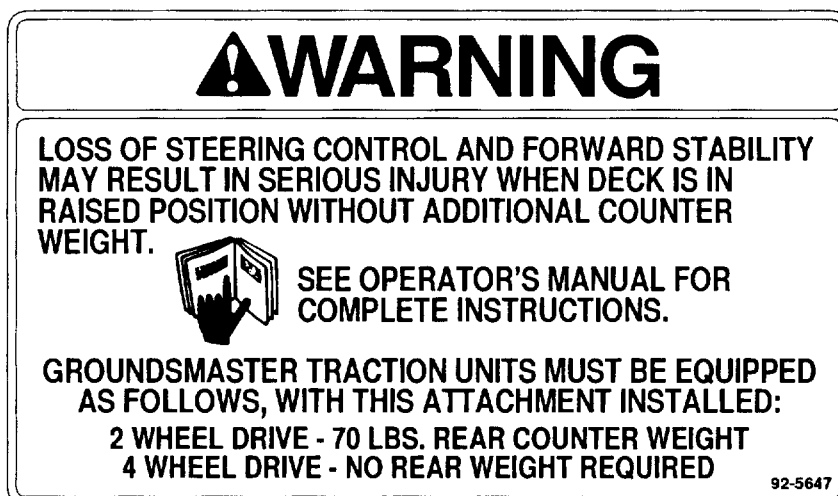 WARNING
LOSS OF STEERING CONTROL AND FORWARD STABILITY
MAY RESULT IN SERIOUS INJURY WHEN DECK IS IN
RAISED POSITION WITHOUT ADDITIONAL COUNTER
WEIGHT.
SEE OPERATOR'S MANUAL FOR
COMPLETE INSTRUCTIONS.
GROUNDSMASTER TRACTION UNITS MUST BE EQUIPPED
AS FOLLOWS, WITH THIS ATTACHMENT INSTALLED:
2 WHEEL DRIVE - 70 LBS. REAR COUNTER WEIGHT
4 WHEEL DRIVE - NO REAR WEIGHT REQUIRED
92-5647